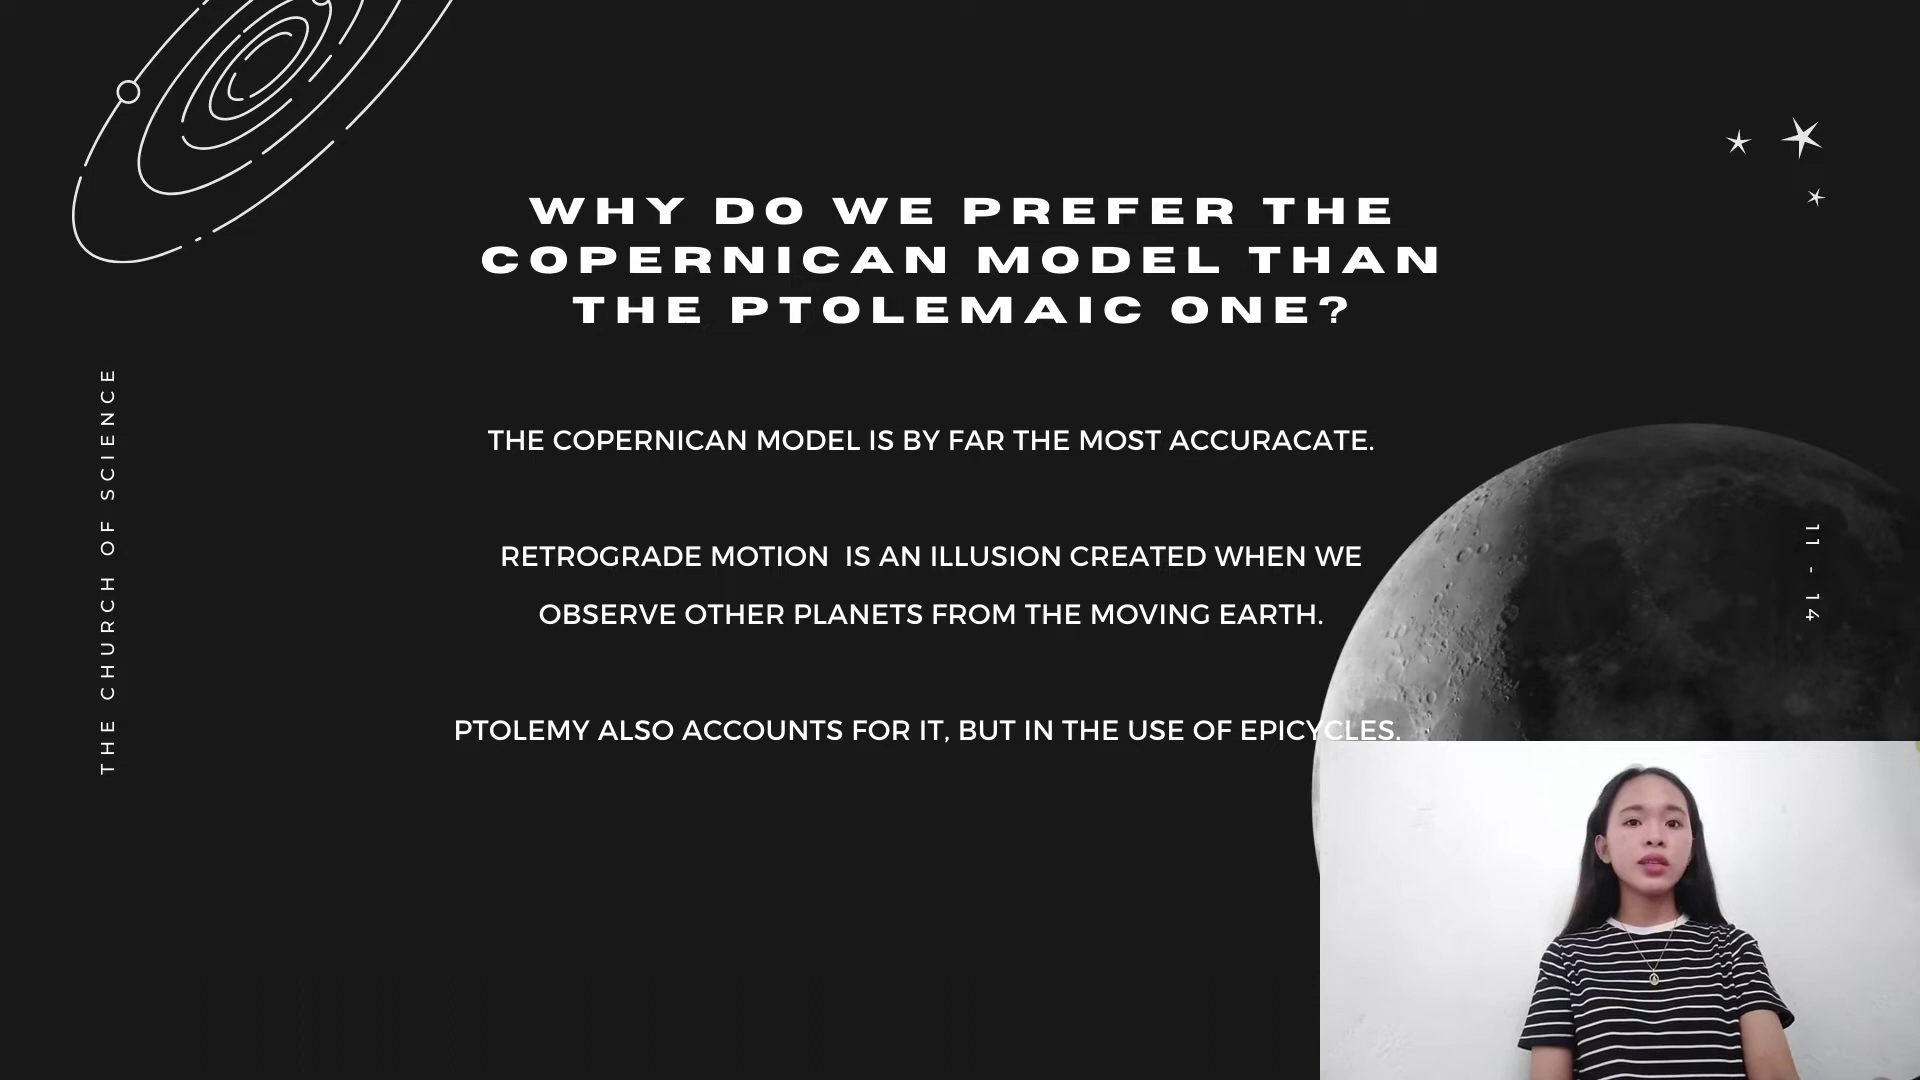 WHY DO WE PREFER THE
COPERNICAN MODEL THAN
THE PTOLEMAIC ONE?
THE CHURCH OF SCIENCE
THE COPERNICAN MODEL IS BY FAR THE MOST ACCURACATE.
RETROGRADE MOTION IS AN ILLUSION CREATED WHEN WE
OBSERVE OTHER PLANETS FROM THE MOVING EARTH.
PTOLEMY ALSO ACCOUNTS FOR IT, BUT IN THE USE OF EPICYCLES.
11 - 14